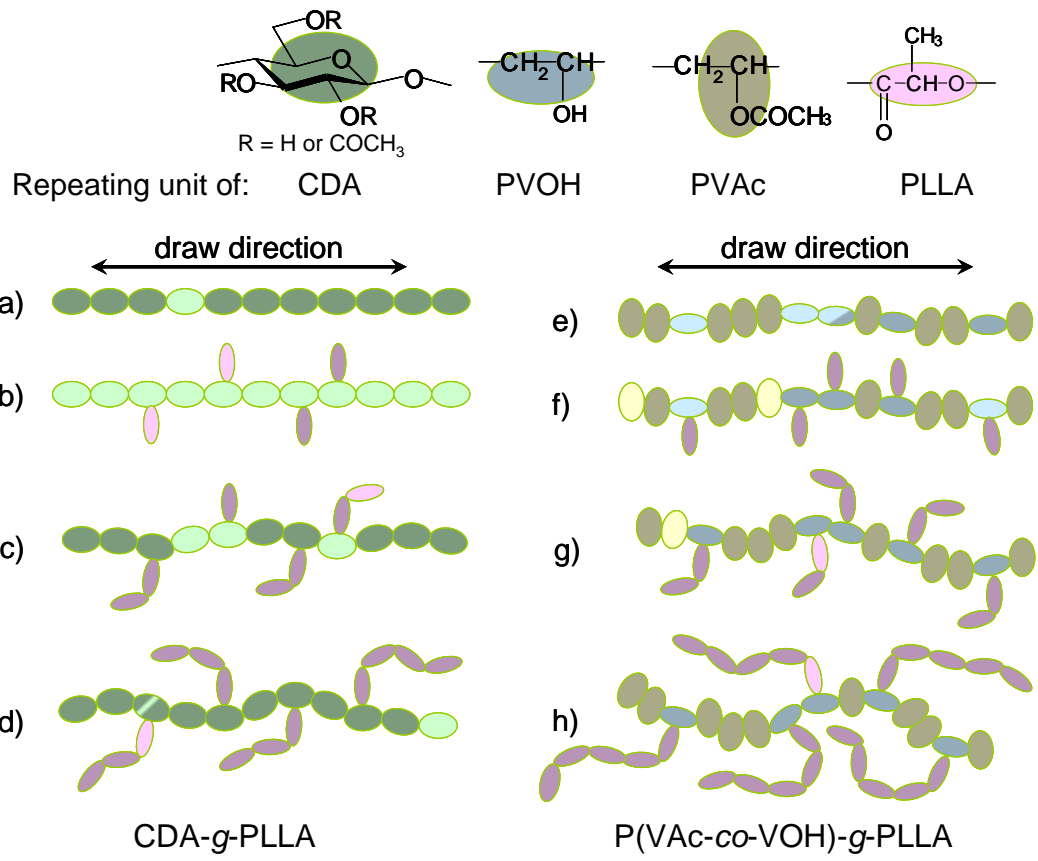 OR
O
RO
OR
O
R = H or COCH₃
CH₂ CH
OH
CH₂ CH
OCOCH₃
CH₃
C CH O
O
Repeating unit of: CDA PVOH PVAc PLLA
draw direction
draw direction
a)
b)
c)
d)
e)
f)
g)
h)
CDA-g-PLLA
P(VAc-co-VOH)-g-PLLA